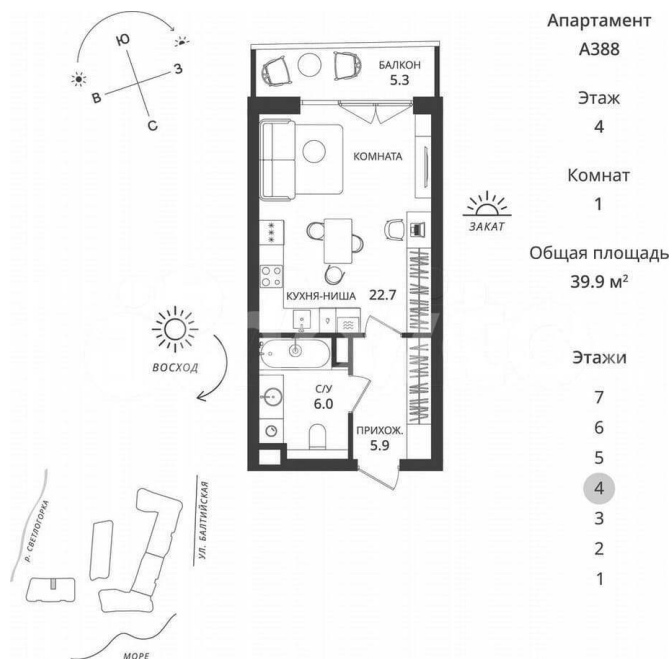 Апартамент
А388
Этаж
4
Комнат
1
Общая площадь
39.9 м²
Этажи
7
6
5
4
3
2
1
Ю
З
В
С
БАЛКОН
5.3
КОМНАТА
ЗАКАТ
КУХНЯ-НИША 22.7
ВОСХОД
С/У
6.0
ПРИХОЖ.
5.9
Р. СВЕТЛОГОРКА
УЛ. БАЛТИЙСКАЯ
МОРЕ